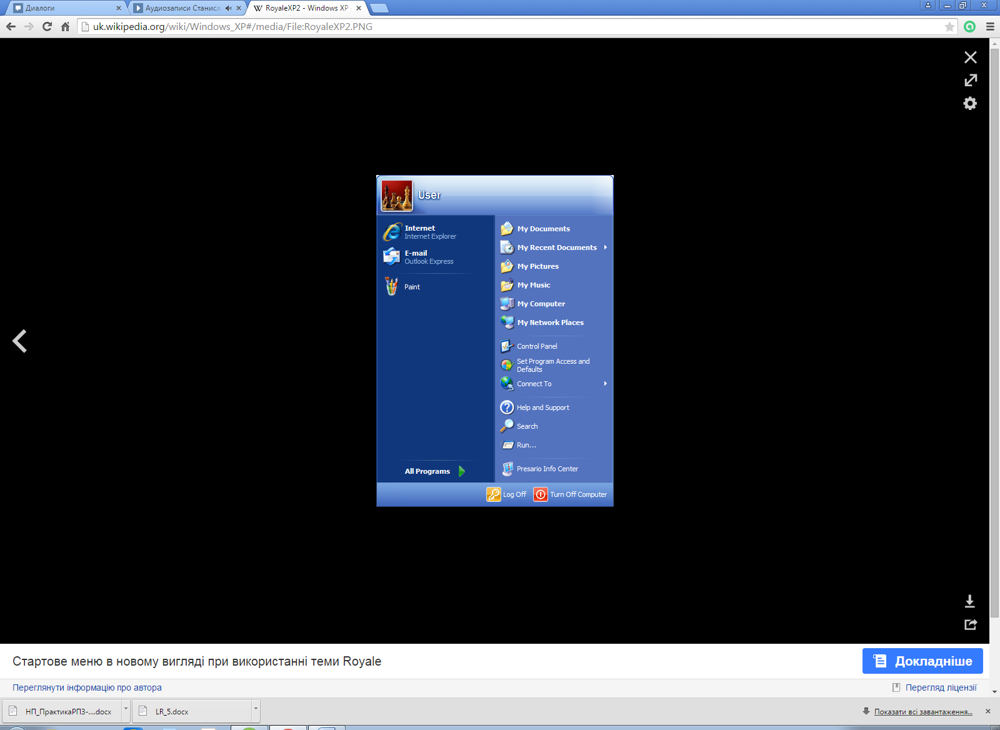 Диалоги
Аудиозаписи Станисл
RoyaleXP2 - Windows XP
uk.wikipedia.org/wiki/Windows_XP#/media/File:RoyaleXP2.PNG
User
Internet
Internet Explorer
E-mail
Outlook Express
Paint
All Programs
My Documents
My Recent Documents
My Pictures
My Music
My Computer
My Network Places
Control Panel
Set Program Access and
Defaults
Connect To
Help and Support
Search
Run...
Presario Info Center
Log Off
Turn Off Computer
Стартове меню в новому вигляді при використанні теми Royale
Докладніше
Переглянути інформацію про автора
Перегляд ліцензії
НП_ПрактикаРПЗ-....docx
LR_5.docx
Показати всі завантаження...